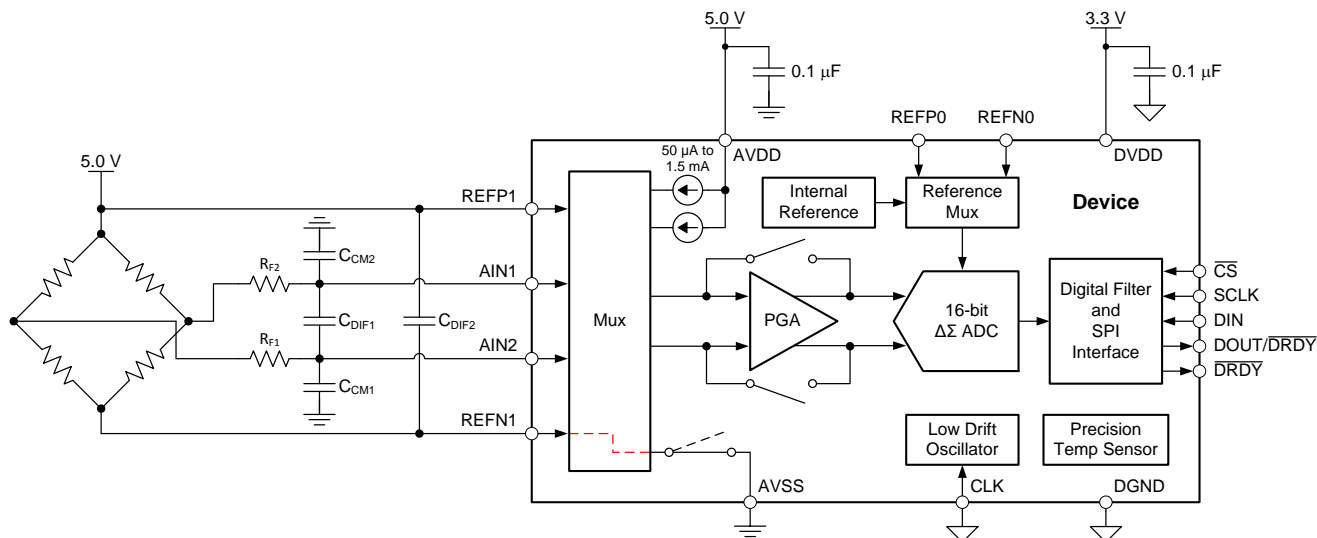 5.0 V
3.3 V
0.1 μF
0.1 μF
REFP0
REFN0
5.0 V
50 μA to
1.5 mA
AVDD
DVDD
REFP1
Internal
Reference
Reference
Mux
Device
CCM2
RF2
AIN1
CS
SCLK
DIN
DOUT/DRDY
DRDY
Digital Filter
and
SPI
Interface
16-bit
ΔΣ ADC
PGA
Mux
CDIF1
CDIF2
RF1
AIN2
CCM1
REFN1
Low Drift
Oscillator
Precision
Temp Sensor
AVSS
CLK
DGND